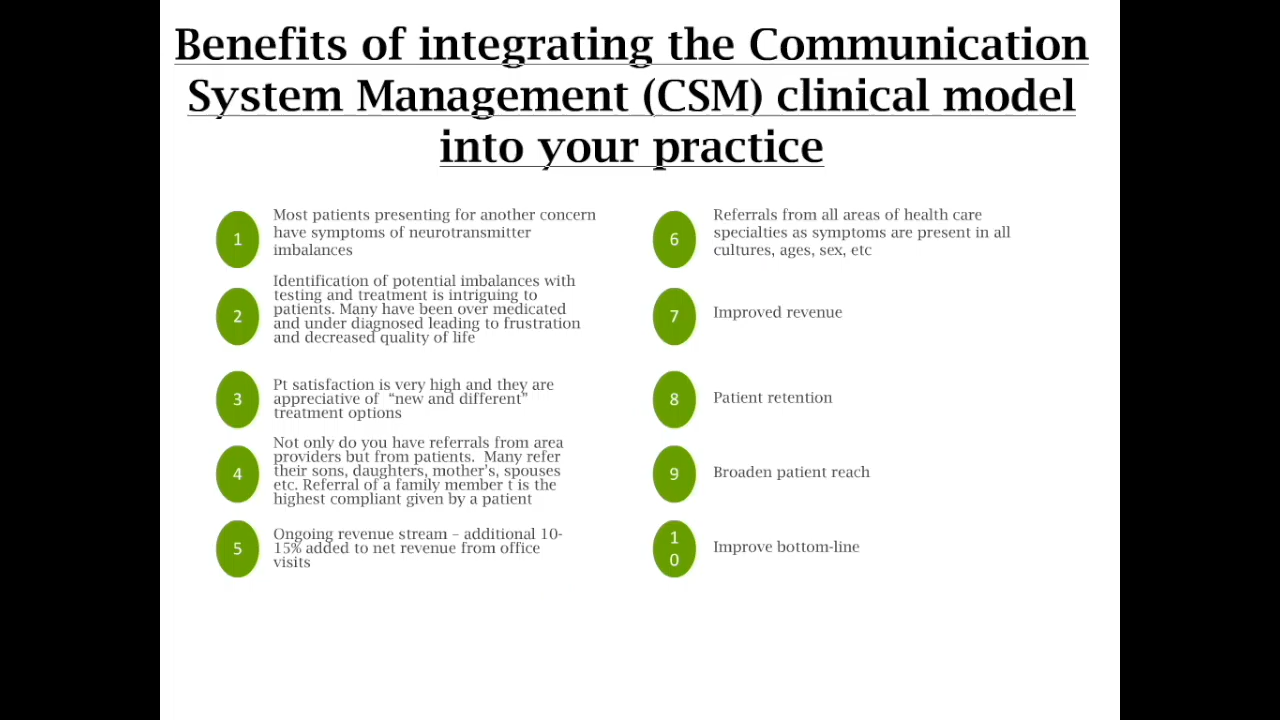 Benefits of integrating the Communication
System Management (CSM) clinical model
into your practice
1
Most patients presenting for another concern
have symptoms of neurotransmitter
imbalances
2
Identification of potential imbalances with
testing and treatment is intriguing to
patients. Many have been over medicated
and under diagnosed leading to frustration
and decreased quality of life
3
Pt satisfaction is very high and they are
appreciative of “new and different”
treatment options
4
Not only do you have referrals from area
providers but from patients. Many refer
their sons, daughters, mother’s, spouses
etc. Referral of a family member t is the
highest compliant given by a patient
5
Ongoing revenue stream – additional 10-
15% added to net revenue from office
visits
6
Referrals from all areas of health care
specialties as symptoms are present in all
cultures, ages, sex, etc
7
Improved revenue
8
Patient retention
9
Broaden patient reach
1
0
Improve bottom-line